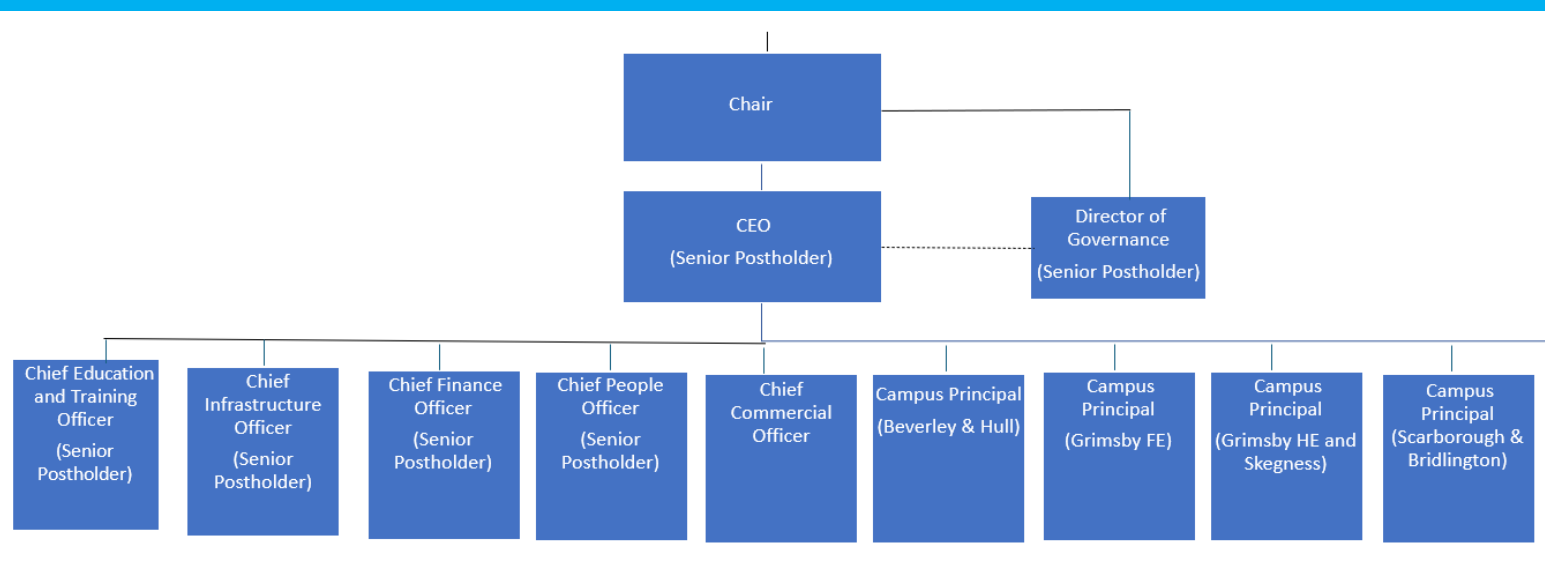 Chair
CEO
(Senior Postholder)
Director of
Governance
(Senior Postholder)
Chief Education
and Training
Officer
(Senior
Postholder)
Chief
Infrastructure
Officer
(Senior
Postholder)
Chief Finance
Officer
(Senior
Postholder)
Chief People
Officer
(Senior
Postholder)
Chief
Commercial
Officer
Campus Principal
(Beverley & Hull)
Campus
Principal
(Grimsby FE)
Campus
Principal
(Grimsby HE and
Skegness)
Campus
Principal
(Scarborough &
Bridlington)